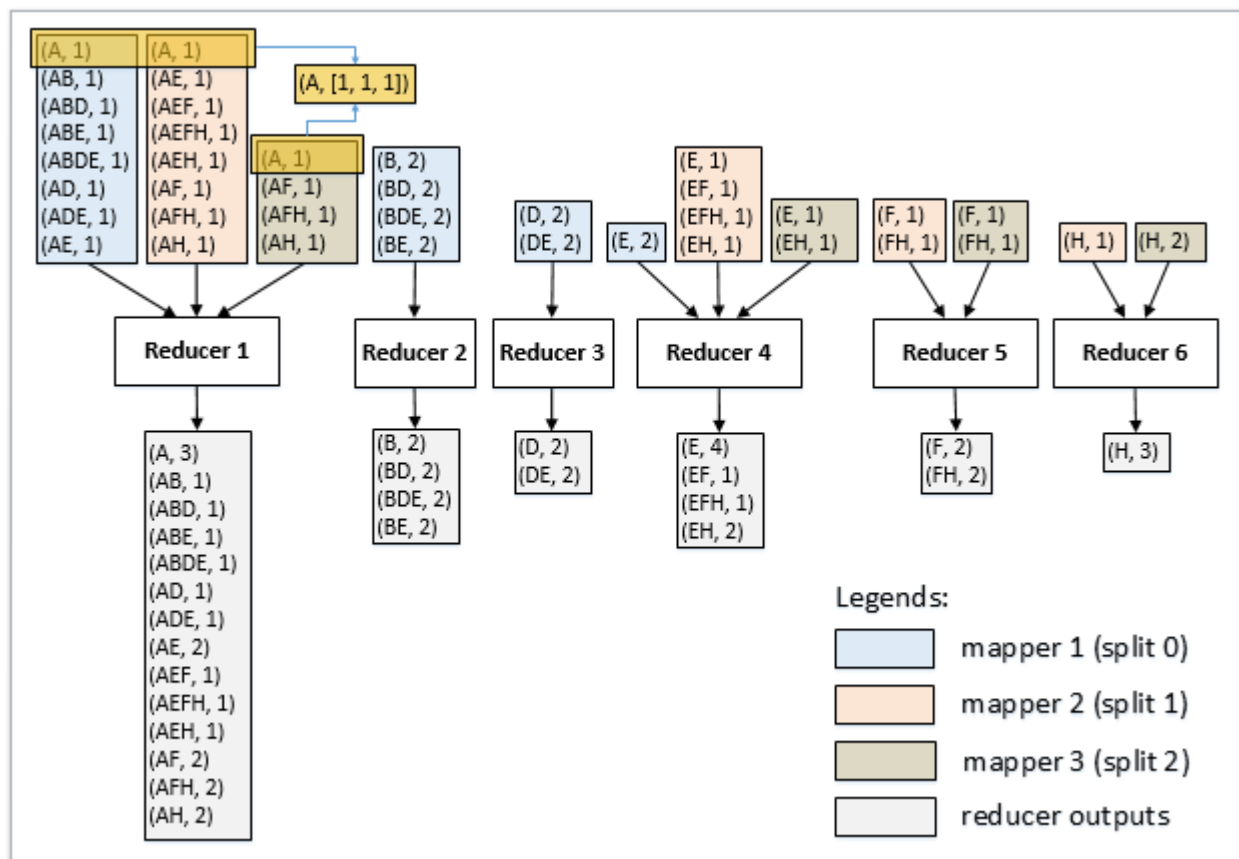 (A, 1)
(AB, 1)
(ABD, 1)
(ABE, 1)
(ABDE, 1)
(AD, 1)
(ADE, 1)
(AE, 1)
(A, 1)
(AE, 1)
(AEF, 1)
(AEFH, 1)
(AEH, 1)
(AF, 1)
(AFH, 1)
(AH, 1)
(A, [1, 1, 1])
(A, 1)
(AF, 1)
(AFH, 1)
(AH, 1)
(B, 2)
(BD, 2)
(BDE, 2)
(BE, 2)
(D, 2)
(DE, 2)
(E, 2)
(E, 1)
(EF, 1)
(EFH, 1)
(EH, 1)
(E, 1)
(EH, 1)
(F, 1)
(FH, 1)
(F, 1)
(FH, 1)
(H, 1)
(H, 2)
Reducer 1
Reducer 2
Reducer 3
Reducer 4
Reducer 5
Reducer 6
(A, 3)
(AB, 1)
(ABD, 1)
(ABE, 1)
(ABDE, 1)
(AD, 1)
(ADE, 1)
(AE, 2)
(AEF, 1)
(AEFH, 1)
(AEH, 1)
(AF, 2)
(AFH, 2)
(AH, 2)
(B, 2)
(BD, 2)
(BDE, 2)
(BE, 2)
(D, 2)
(DE, 2)
(E, 4)
(EF, 1)
(EFH, 1)
(EH, 2)
(F, 2)
(FH, 2)
(H, 3)
Legends:
mapper 1 (split 0)
mapper 2 (split 1)
mapper 3 (split 2)
reducer outputs